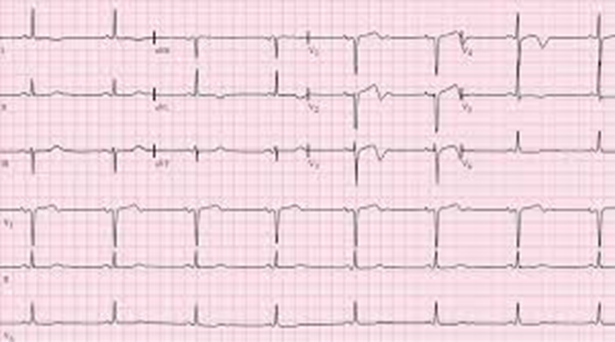 I aVR V1 V4
II aVL V2 V5
III aVF V3 V6
V1
II
V5